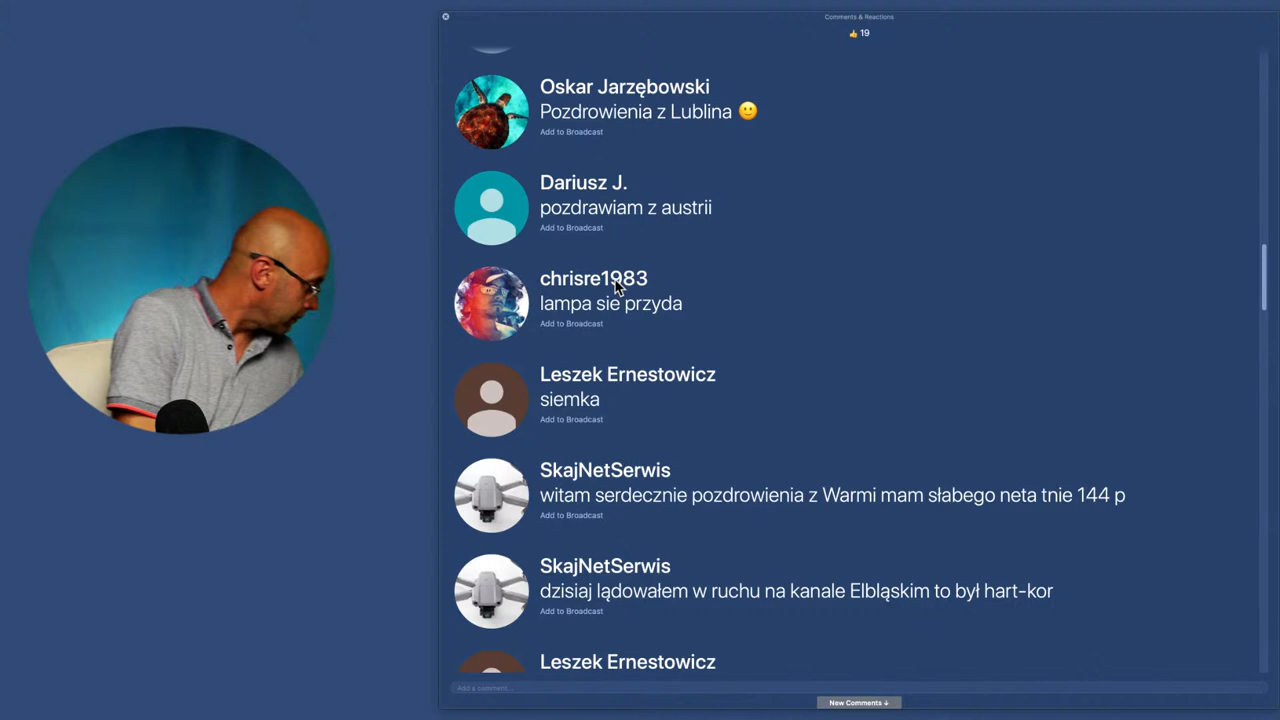 Comments & Reactions
👍 19
Oskar Jarzębowski
Pozdrowienia z Lublina 🙂
Add to Broadcast
Dariusz J.
pozdrawiam z austrii
Add to Broadcast
chrisre1983
lampa sie przyda
Add to Broadcast
Leszek Ernestowicz
siemka
Add to Broadcast
SkajNetSerwis
witam serdecznie pozdrowienia z Warmi mam słabego neta tnie 144 p
Add to Broadcast
SkajNetSerwis
dzisiaj lądowałem w ruchu na kanale Elbląskim to był hart-kor
Add to Broadcast
Leszek Ernestowicz
Add a comment...
New Comments ↓